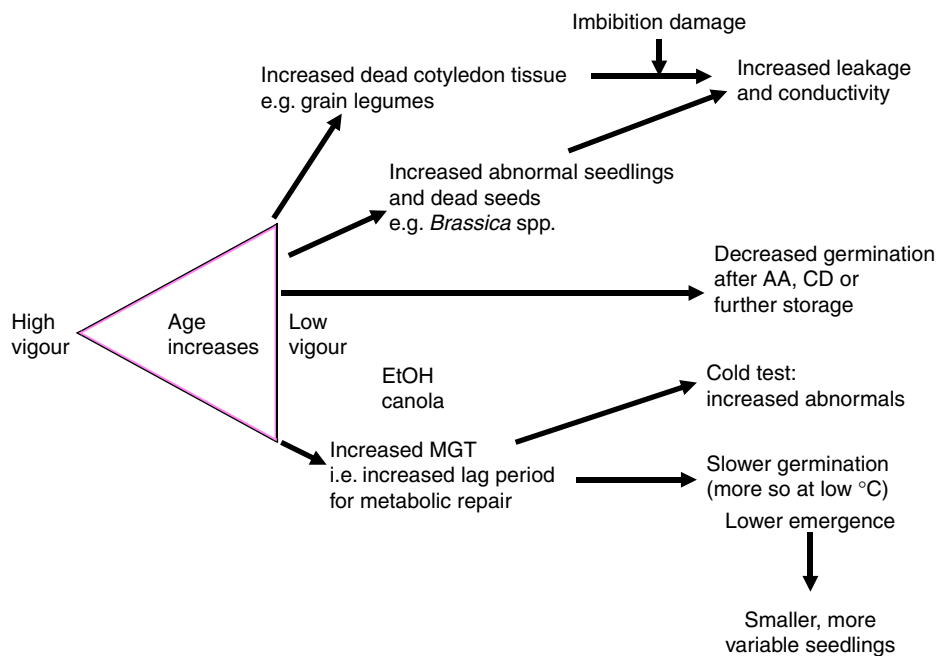 Imbibition damage
Increased dead cotyledon tissue
e.g. grain legumes
Increased leakage
and conductivity
Increased abnormal seedlings
and dead seeds
e.g. Brassica spp.
Decreased germination
after AA, CD or
further storage
High
vigour
Age
increases
Low
vigour
EtOH
canola
Cold test:
increased abnormals
Increased MGT
i.e. increased lag period
for metabolic repair
Slower germination
(more so at low °C)
Lower emergence
Smaller, more
variable seedlings